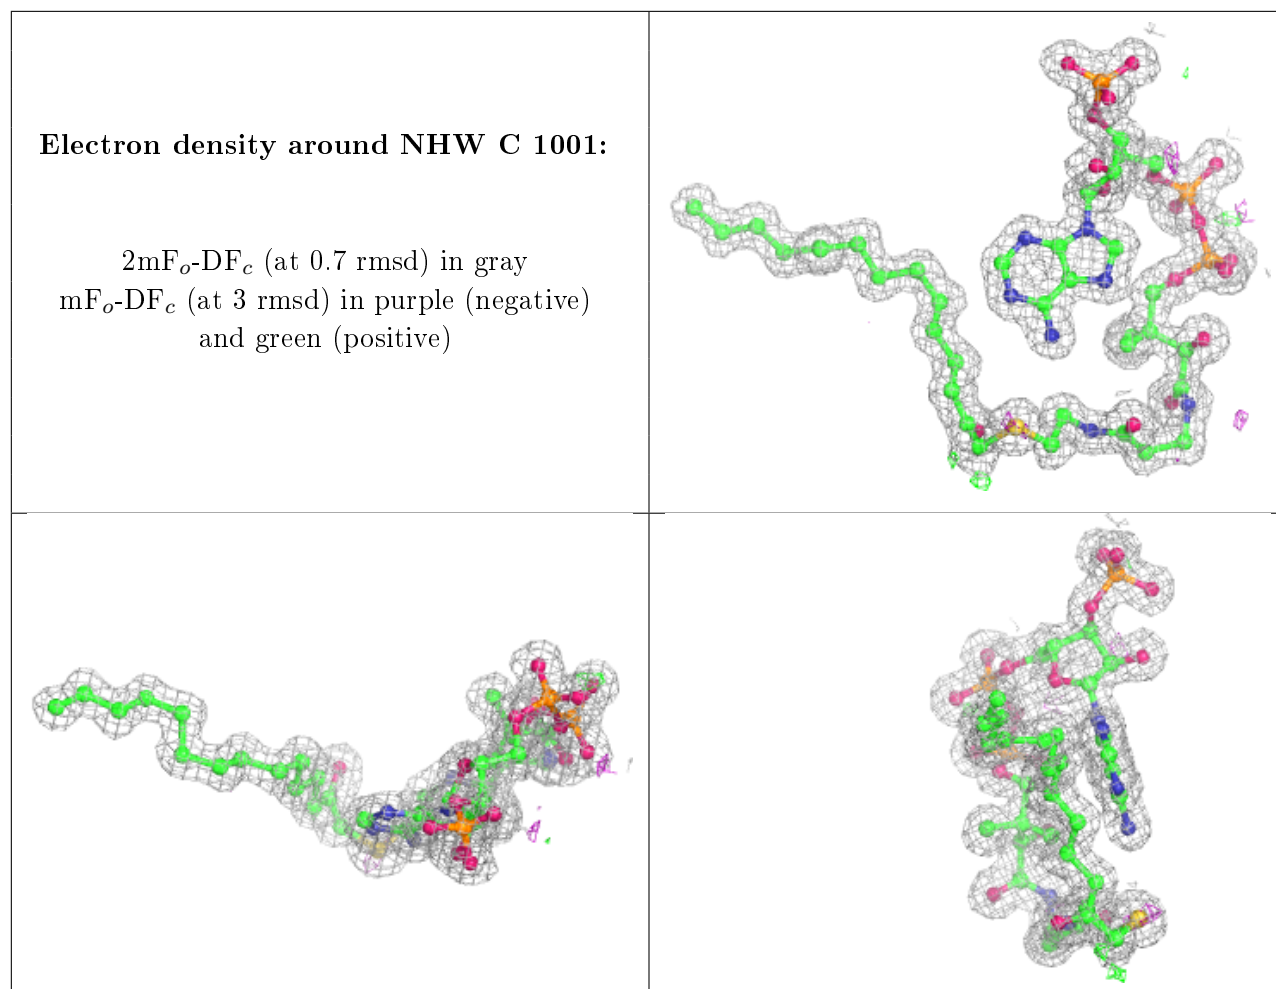 Electron density around NHW C 1001:
2mFₒ-DF𝒸 (at 0.7 rmsd) in gray
mFₒ-DF𝒸 (at 3 rmsd) in purple (negative)
and green (positive)